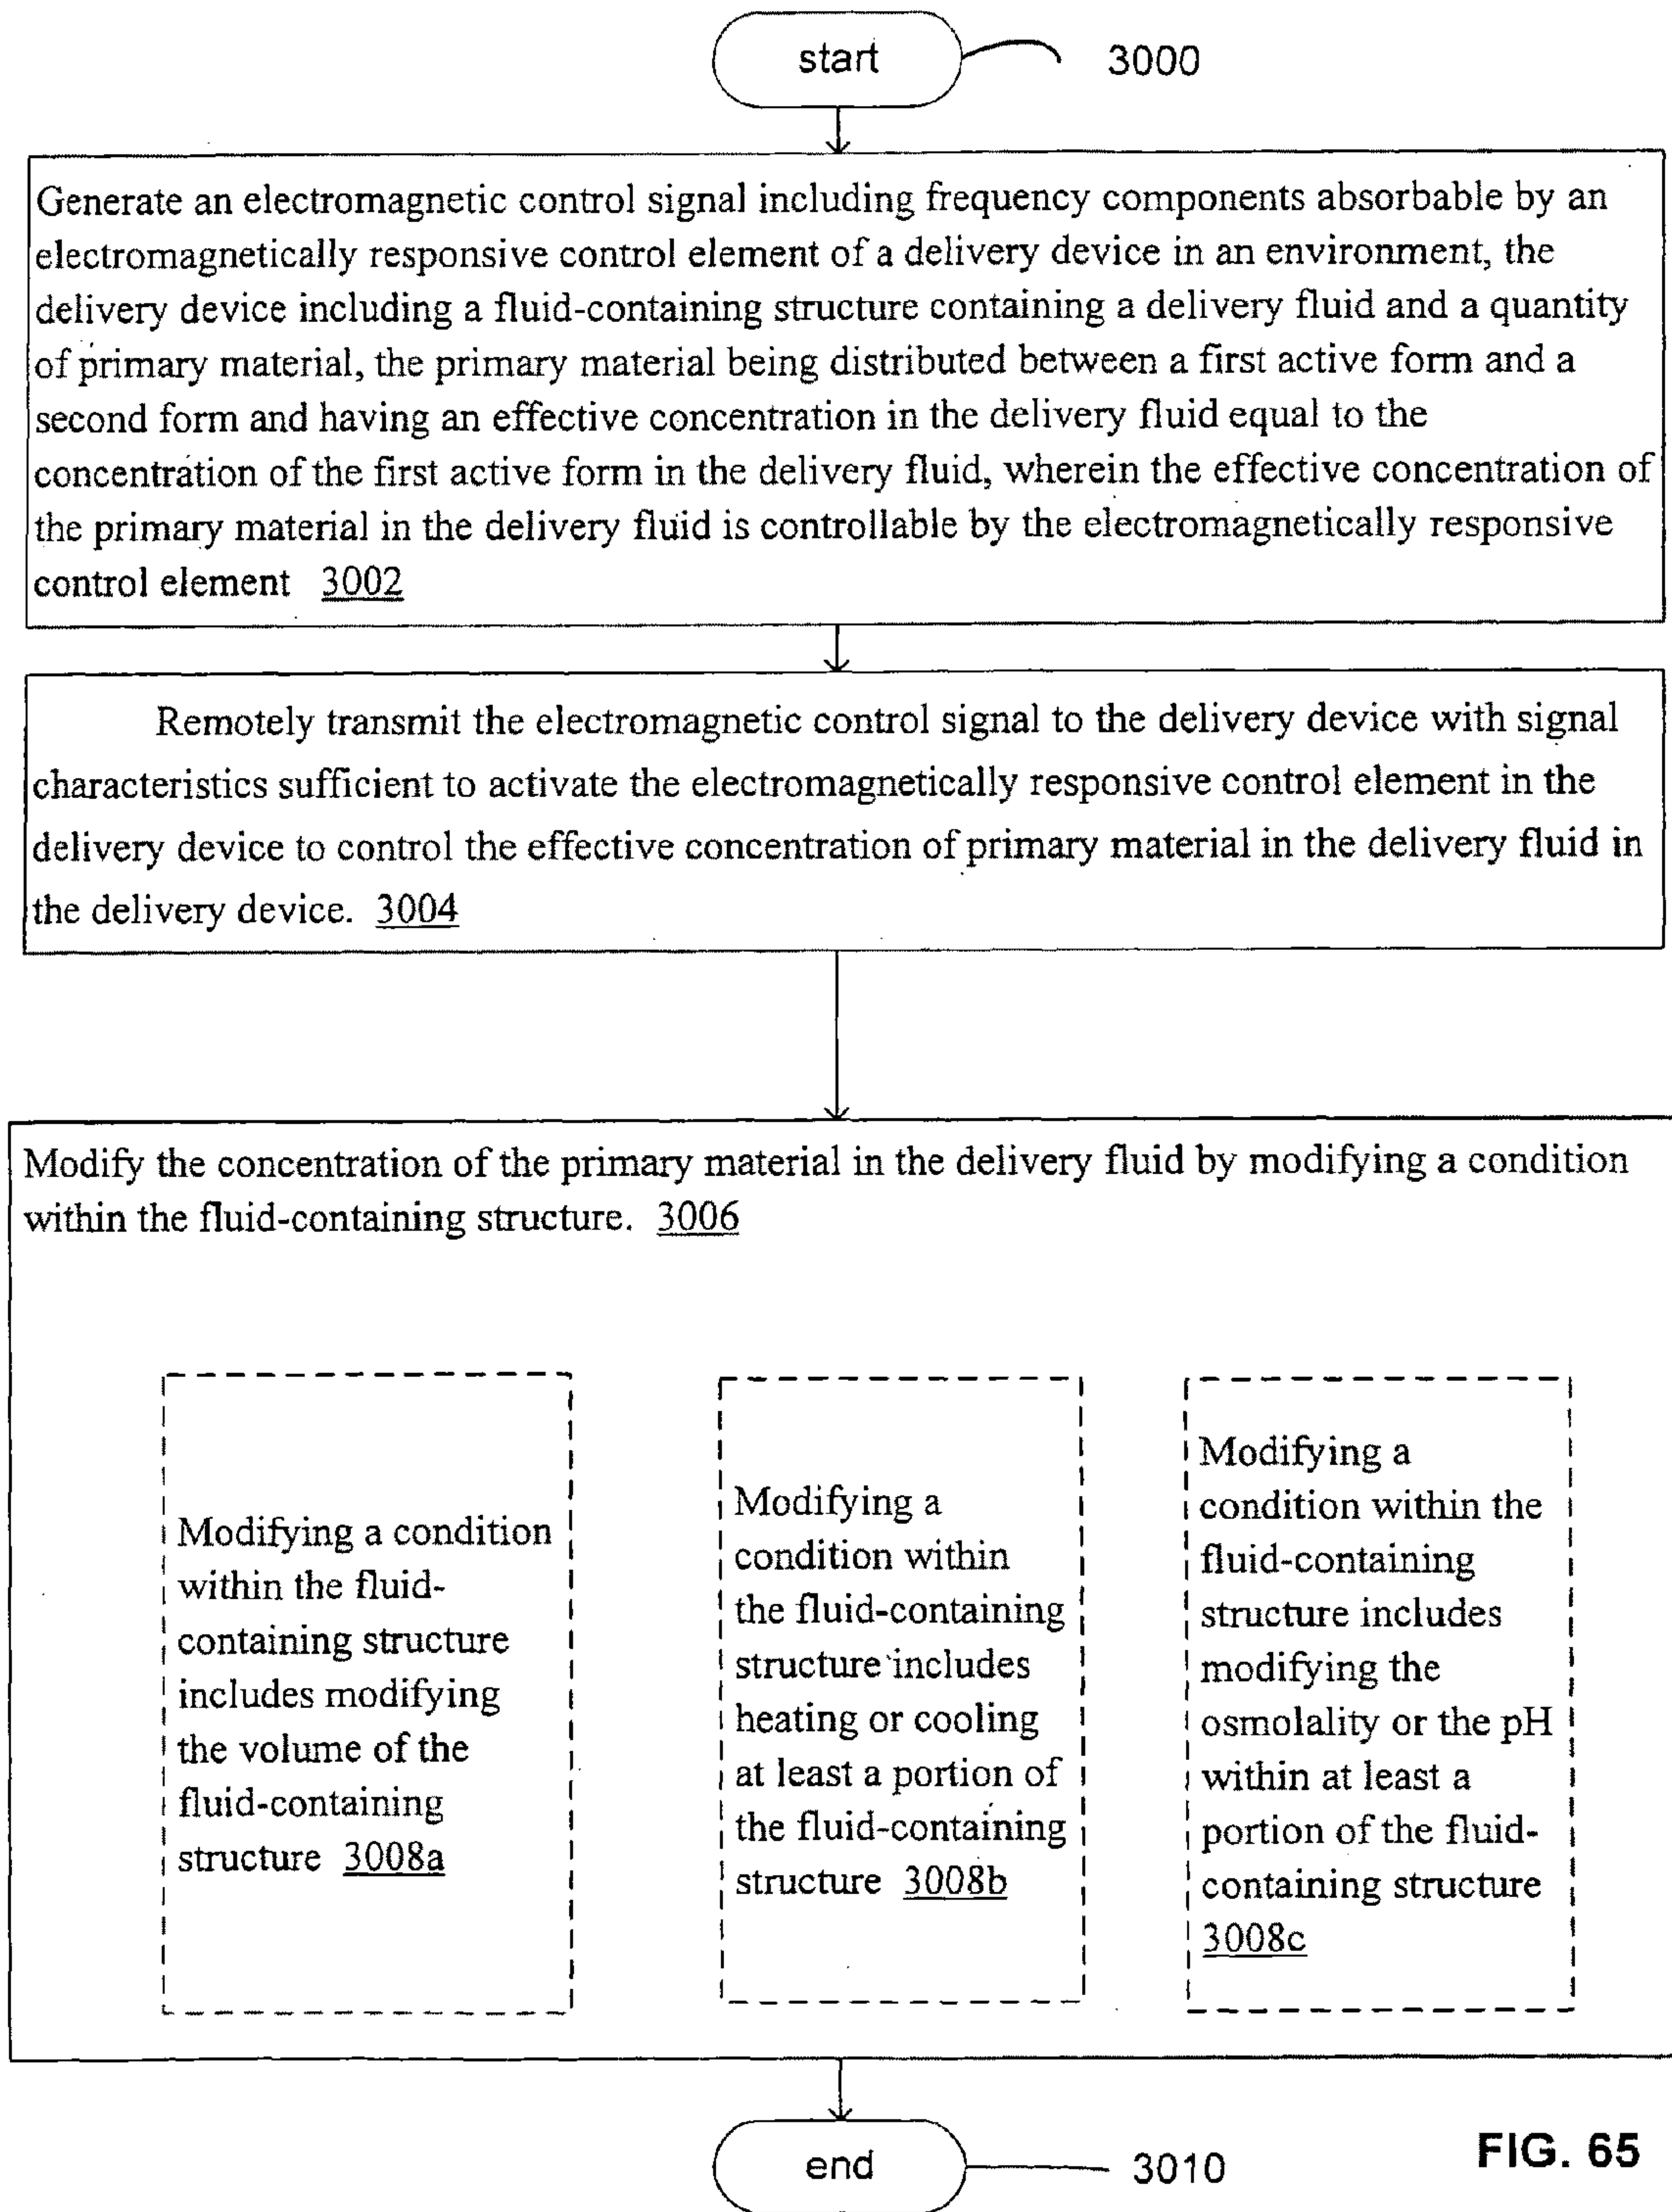 start
3000
Generate an electromagnetic control signal including frequency components absorbable by an
electromagnetically responsive control element of a delivery device in an environment, the
delivery device including a fluid-containing structure containing a delivery fluid and a quantity
of primary material, the primary material being distributed between a first active form and a
second form and having an effective concentration in the delivery fluid equal to the
concentration of the first active form in the delivery fluid, wherein the effective concentration of
the primary material in the delivery fluid is controllable by the electromagnetically responsive
control element 3002
Remotely transmit the electromagnetic control signal to the delivery device with signal
characteristics sufficient to activate the electromagnetically responsive control element in the
delivery device to control the effective concentration of primary material in the delivery fluid in
the delivery device. 3004
Modify the concentration of the primary material in the delivery fluid by modifying a condition
within the fluid-containing structure. 3006
Modifying a condition
within the fluid-
containing structure
includes modifying
the volume of the
fluid-containing
structure 3008a
Modifying a
condition within
the fluid-containing
structure includes
heating or cooling
at least a portion of
the fluid-containing
structure 3008b
Modifying a
condition within the
fluid-containing
structure includes
modifying the
osmolality or the pH
within at least a
portion of the fluid-
containing structure
3008c
end
3010
FIG. 65